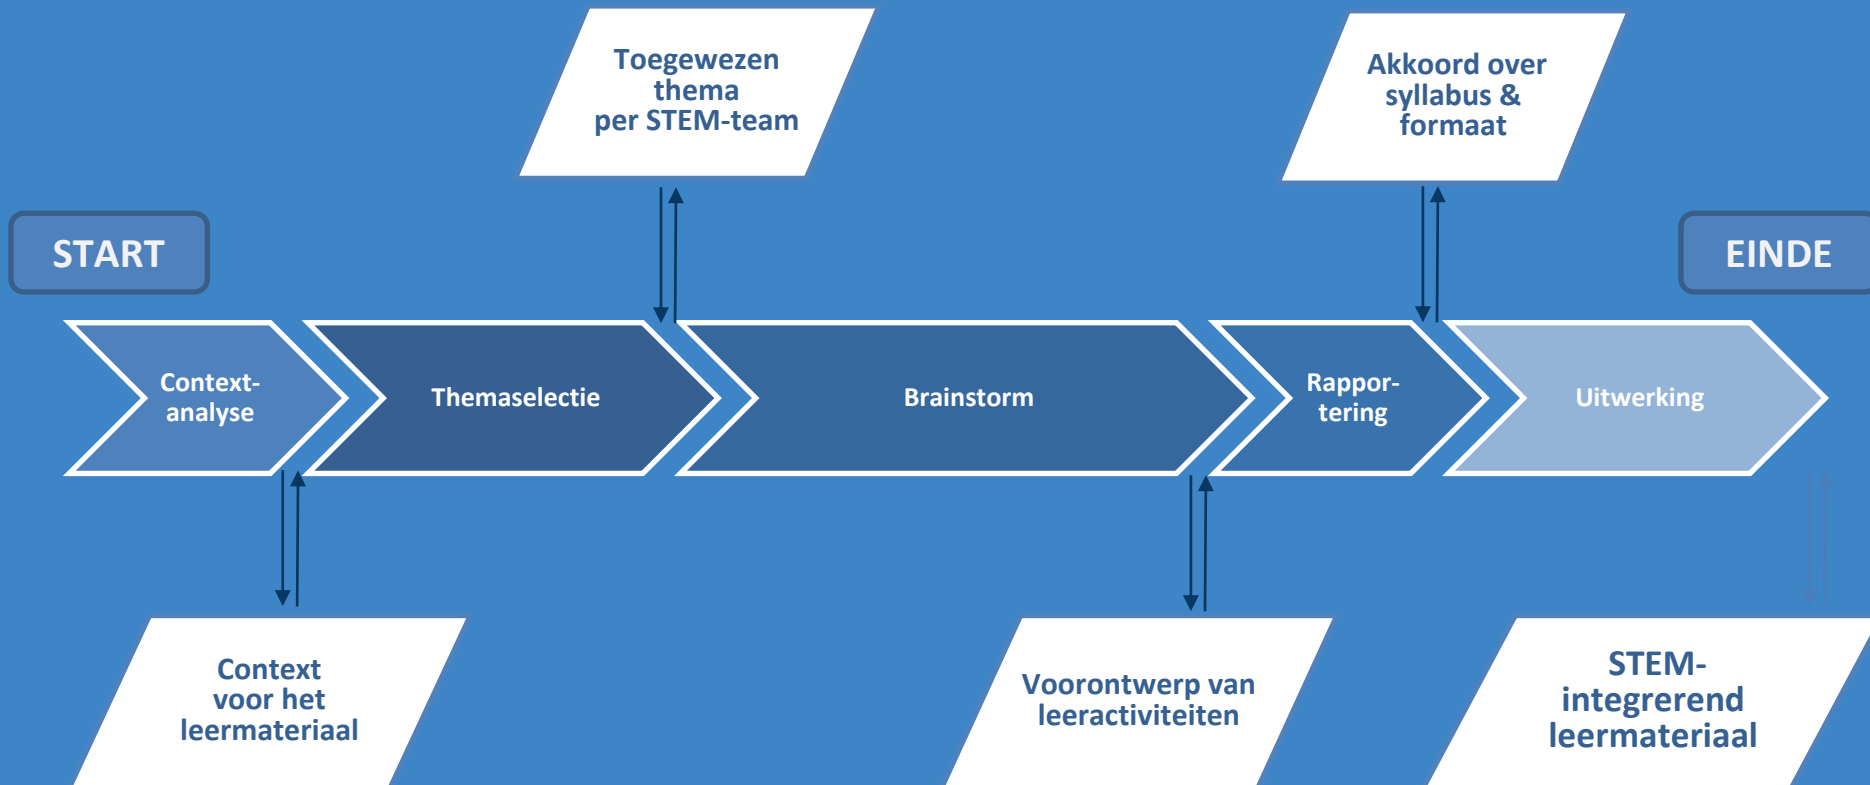 Toegewezen
thema
per STEM-team
Akkoord over
syllabus &
formaat
START
EINDE
Context-
analyse
Themaselectie
Brainstorm
Rappor-
tering
Uitwerking
Context
voor het
leermateriaal
Voorontwerp van
leeractiviteiten
STEM-
integrerend
leermateriaal